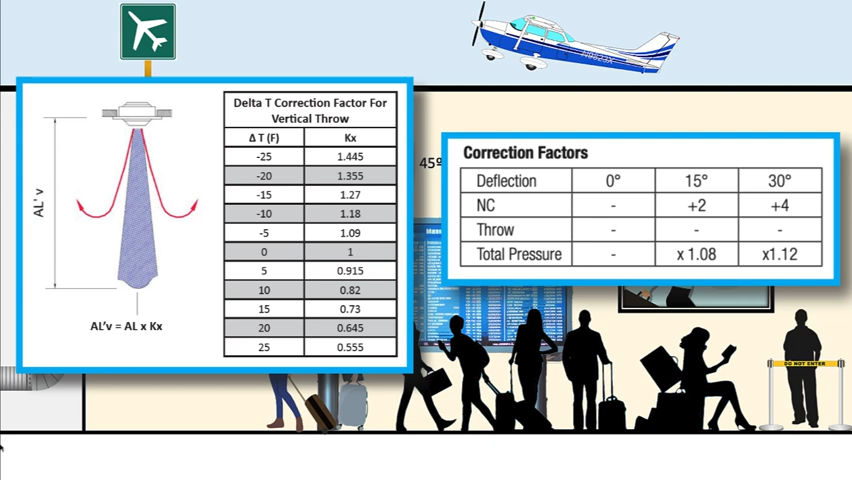 Delta T Correction Factor For
Vertical Throw
Δ T (F) Kx
-25 1.445
-20 1.355
-15 1.27
-10 1.18
-5 1.09
0 1
5 0.915
10 0.82
15 0.73
20 0.645
25 0.555
AL' v
AL'v = AL x Kx
45º
Correction Factors
Deflection 0° 15° 30°
NC - +2 +4
Throw - - -
Total Pressure - x 1.08 x1.12
DO NOT ENTER